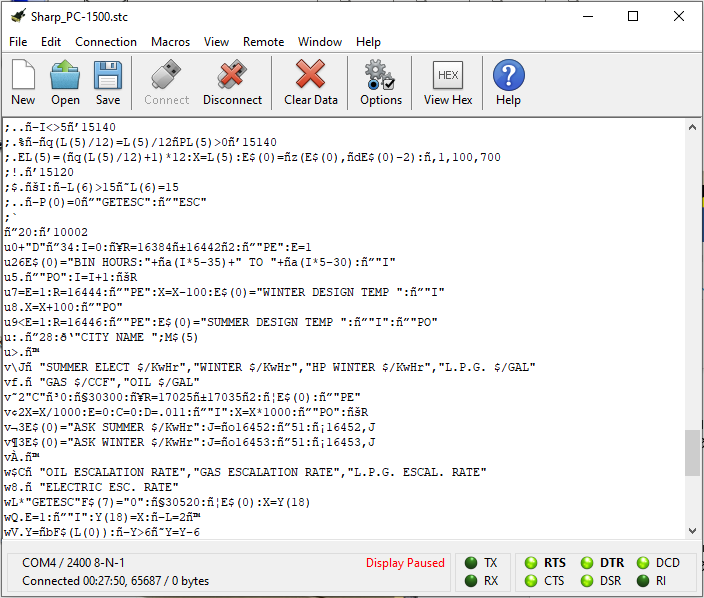 Sharp_PC-1500.stc
File Edit Connection Macros View Remote Window Help
New Open Save Connect Disconnect Clear Data Options HEX View Hex ? Help
;..ñ–I<>5ñ’15140
;.%ñ–ñq(L(5)/12)=L(5)/12ñPL(5)>0ñ’15140
;.EL(5)=(ñq(L(5)/12)+1)*12:X=L(5):E$(0)=ñz(E$(0),ñdE$(0)-2):ñ‚1,100,700
;!.ñ’15120
;$.ñšI:ñ–L(6)>15ñ˜L(6)=15
;..ñ–P(0)=0ñ”"GETESC":ñ”"ESC"
;`
ñ”20:ñ’10002
u0+"D"ñ”34:I=0:ñ¥R=16384ñ±16442ñ2:ñ”"PE":E=1
u26E$(0)="BIN HOURS:"+ña(I*5-35)+" TO "+ña(I*5-30):ñ”"I"
u5.ñ”"PO":I=I+1:ñšR
u7=E=1:R=16444:ñ”"PE":X=X-100:E$(0)="WINTER DESIGN TEMP ":ñ”"I"
u8.X=X+100:ñ”"PO"
u9<E=1:R=16446:ñ”"PE":E$(0)="SUMMER DESIGN TEMP ":ñ”"I":ñ”"PO"
u:.ñ”28:ð‘"CITY NAME ";M$(5)
u>.ñ™
v\Jñ "SUMMER ELECT $/KwHr","WINTER $/KwHr","HP WINTER $/KwHr","L.P.G. $/GAL"
vf.ñ "GAS $/CCF","OIL $/GAL"
v˜2"C"ñ³0:ñ§30300:ñ¥R=17025ñ±17035ñ2:ñ¦E$(0):ñ”"PE"
v¢2X=X/1000:E=0:C=0:D=.011:ñ”"I":X=X*1000:ñ”"PO":ñšR
v¬3E$(0)="ASK SUMMER $/KwHr":J=ño16452:ñ”51:ñ¡16452,J
v¶3E$(0)="ASK WINTER $/KwHr":J=ño16453:ñ”51:ñ¡16453,J
vÀ.ñ™
w$Cñ "OIL ESCALATION RATE","GAS ESCALATION RATE","L.P.G. ESCAL. RATE"
w8.ñ "ELECTRIC ESC. RATE"
wL*"GETESC"F$(7)="0":ñ§30520:ñ¦E$(0):X=Y(18)
wQ.E=1:ñ”"I":Y(18)=X:ñ–L=2ñ™
wV.Y=ñbF$(L(0)):ñ–Y>6ñ˜Y=Y-6
COM4 / 2400 8-N-1 Display Paused TX RTS DTR DCD
Connected 00:27:50, 65687 / 0 bytes RX CTS DSR RI